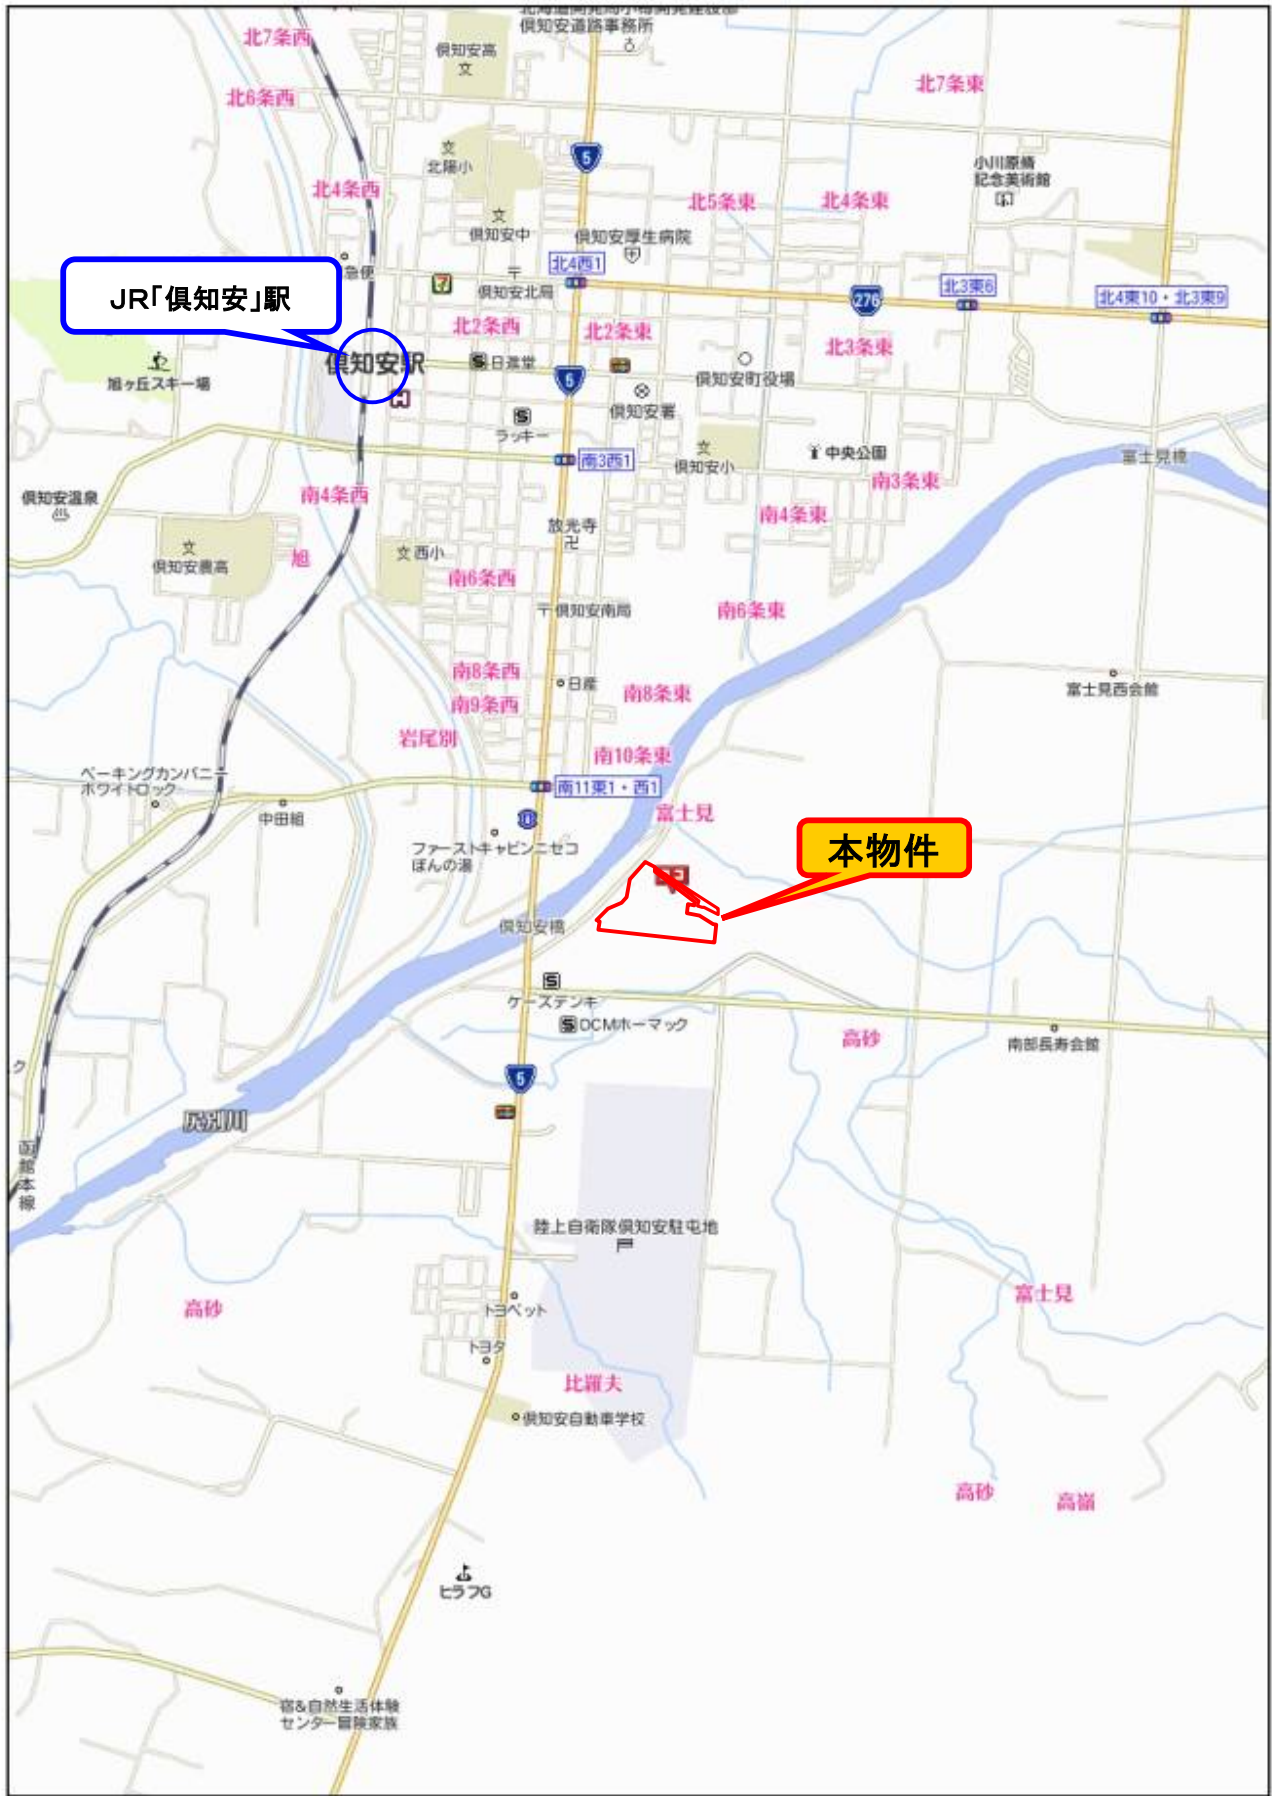 北7条西
倶知安道路事務所
倶知安高
文
北7条東
北6条西
5
文
北陽小
小川原脩
記念美術館
北4条西
北5条東
北4条東
文
倶知安中
倶知安厚生病院
急便
北4西1
〒
倶知安北局
7
276
北3東6
北4東10・北3東9
JR「倶知安」駅
北2条西
北2条東
北3条東
倶知安駅
日進堂
5
倶知安町役場
旭ヶ丘スキー場
H
倶知安署
S
ラッキー
南3西1
文
倶知安小
中央公園
富士見橋
南3条東
倶知安温泉
南4条西
南4条東
放光寺
卍
文
倶知安農高
旭
文 西小
南6条西
〒倶知安南局
南6条東
南8条西
日産
南8条東
富士見西会館
南9条西
岩尾別
南10条東
ベーキングカンパニー
ホワイトロック
南11東1・西1
中田組
富士見
ファーストキャビンニセコ
ぽんの湯
本物件
倶知安橋
S
ケーズデンキ
S DCMホーマック
高砂
南部長寿会館
ク
5
尻別川
函館本線
陸上自衛隊倶知安駐屯地
高砂
トヨペット
富士見
トヨタ
比羅夫
倶知安自動車学校
高砂
高嶺
ヒラフG
宿&自然生活体験
センター冒険家族